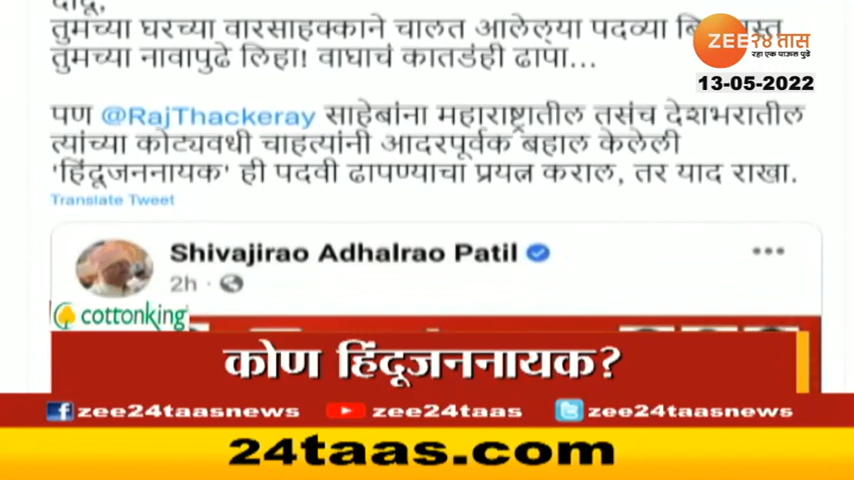 दादू,
तुमच्या घरच्या वारसाहक्काने चालत आलेल्या पदव्या
तुमच्या नावापुढे लिहा! वाघाचं कातडंही ढापा...
ZEE २४ तास
रहा एक पाऊल पुढे
13-05-2022
पण @RajThackeray साहेबांना महाराष्ट्रातील तसंच देशभरातील
त्यांच्या कोट्यवधी चाहत्यांनी आदरपूर्वक बहाल केलेली
'हिंदूजननायक' ही पदवी ढापण्याचा प्रयत्न कराल, तर याद राखा.
Translate Tweet
Shivajirao Adhalrao Patil
2h
cottonking
कोण हिंदूजननायक?
zee24taasnews zee24taas zee24taasnews
24taas.com